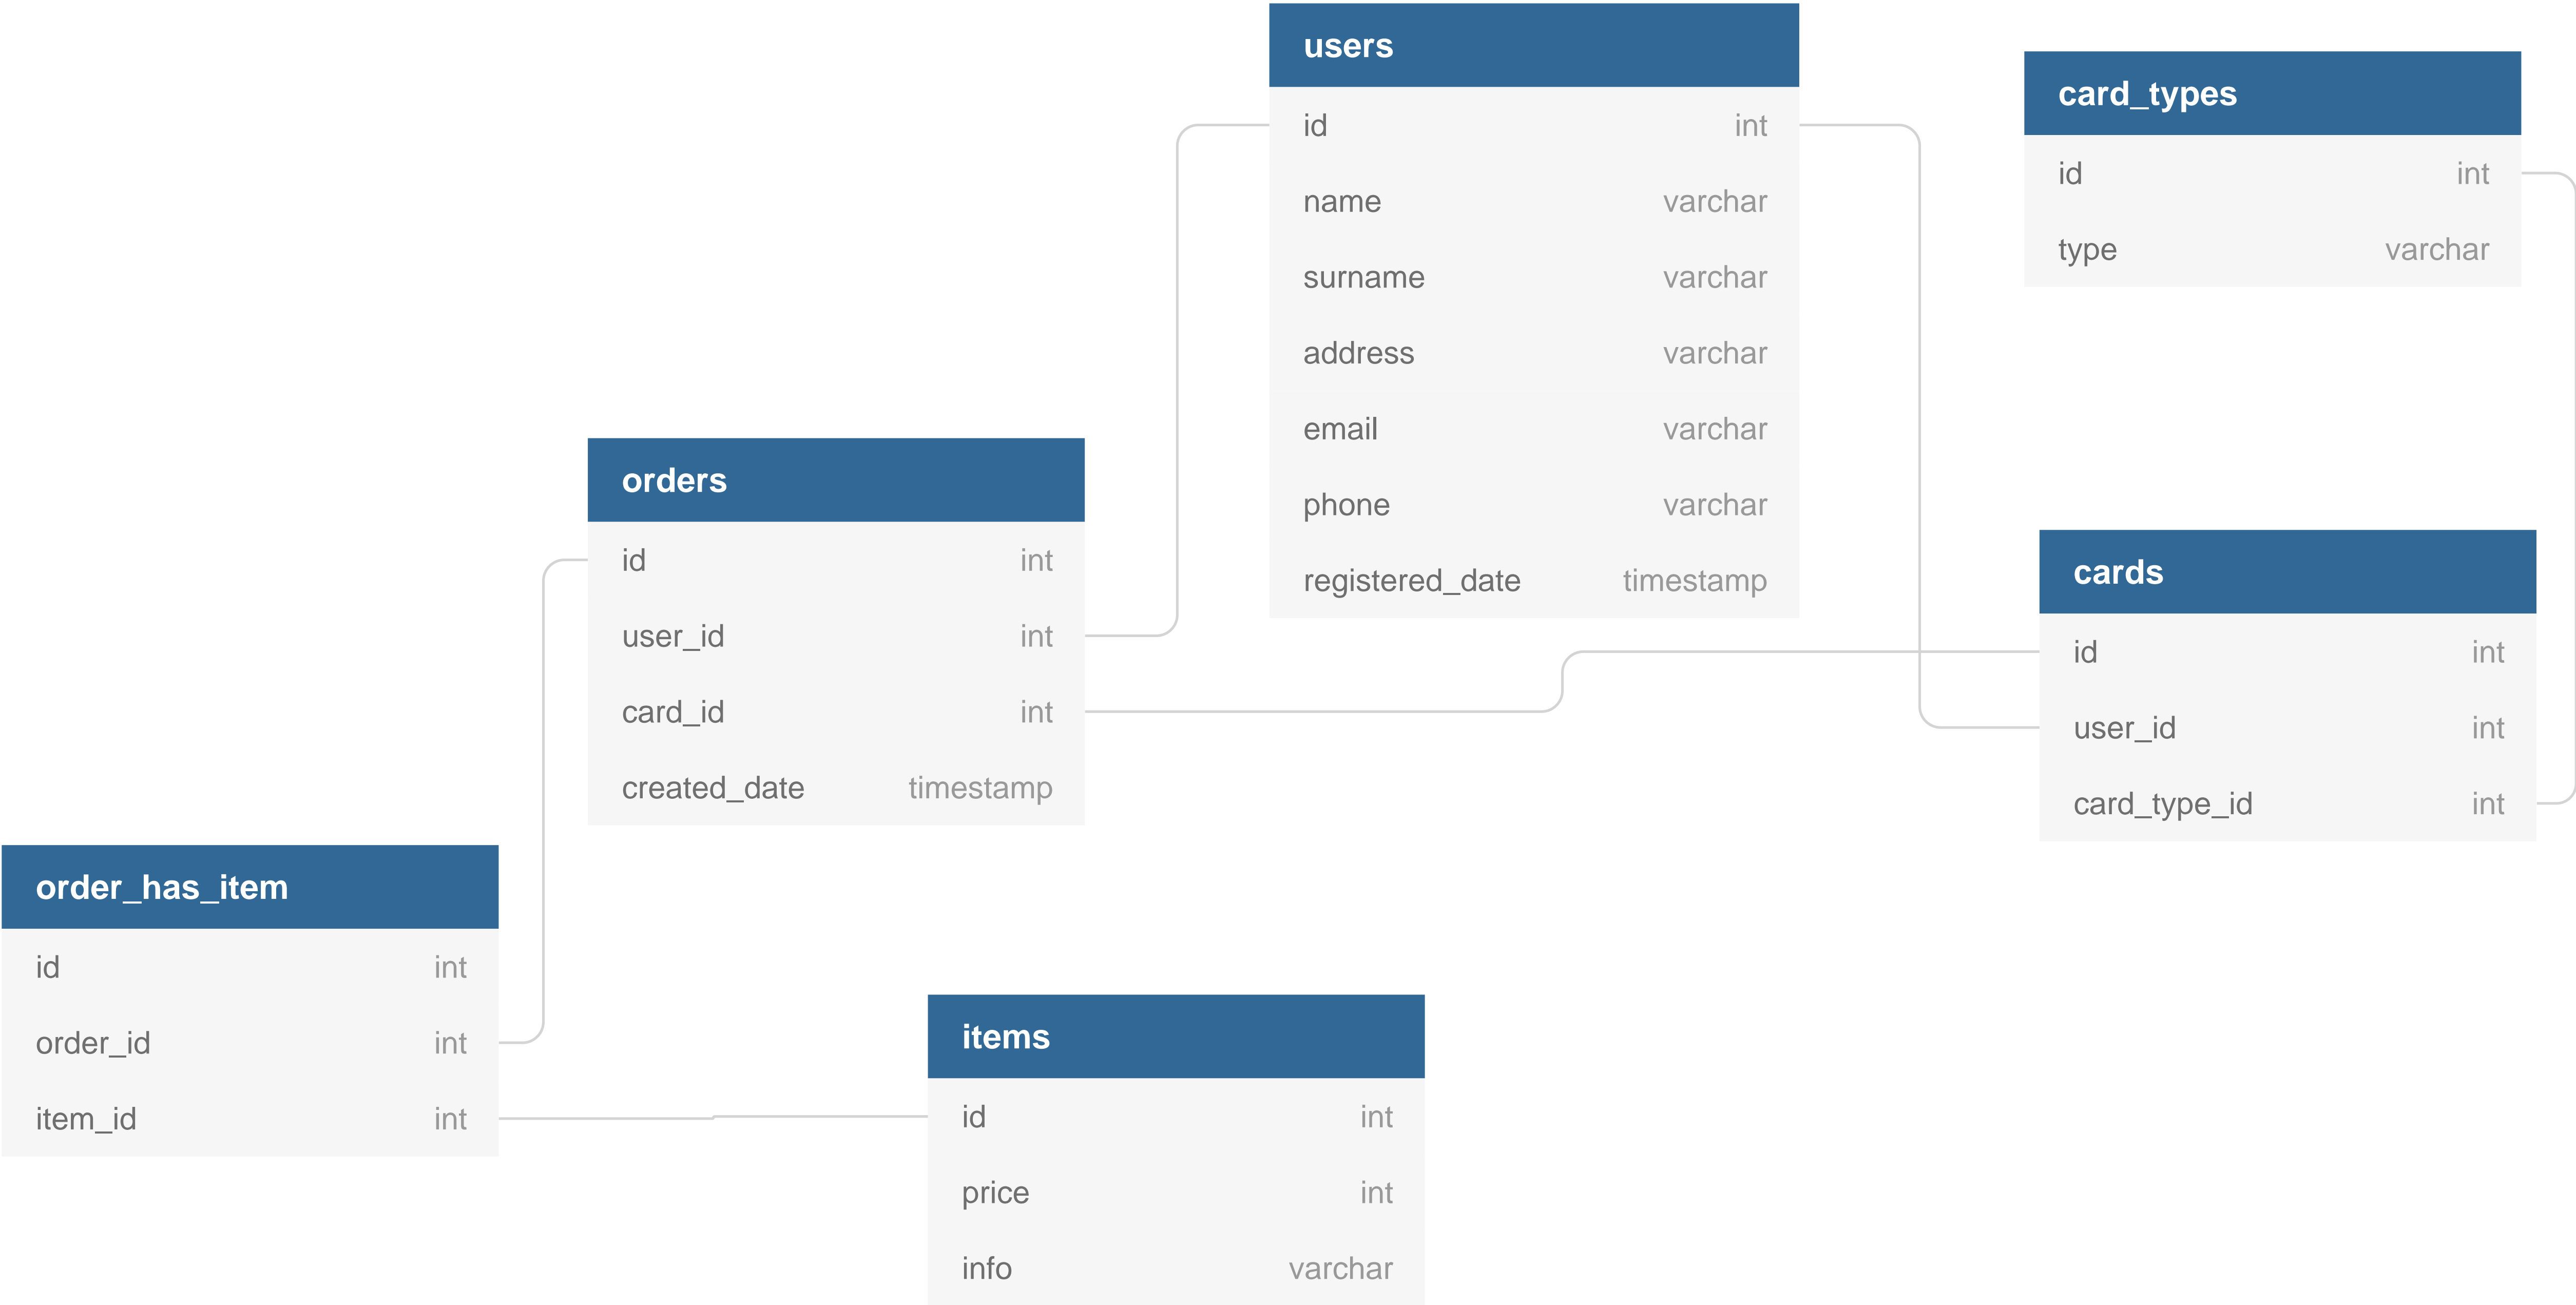 users
id int
name varchar
surname varchar
address varchar
email varchar
phone varchar
registered_date timestamp
card_types
id int
type varchar
orders
id int
user_id int
card_id int
created_date timestamp
cards
id int
user_id int
card_type_id int
order_has_item
id int
order_id int
item_id int
items
id int
price int
info varchar